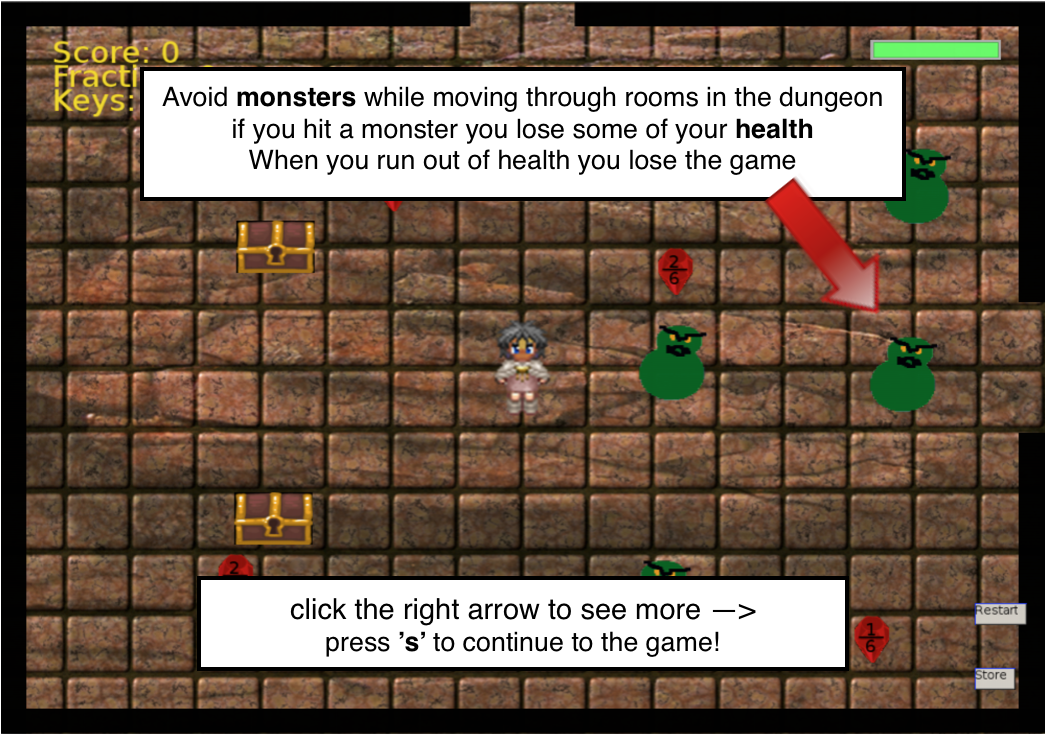 Score: 0
Avoid monsters while moving through rooms in the dungeon
Keys:
if you hit a monster you lose some of your health
When you run out of health you lose the game
2
6
2
click the right arrow to see more —>
press ’s’ to continue to the game!
1
6
Restart
Store